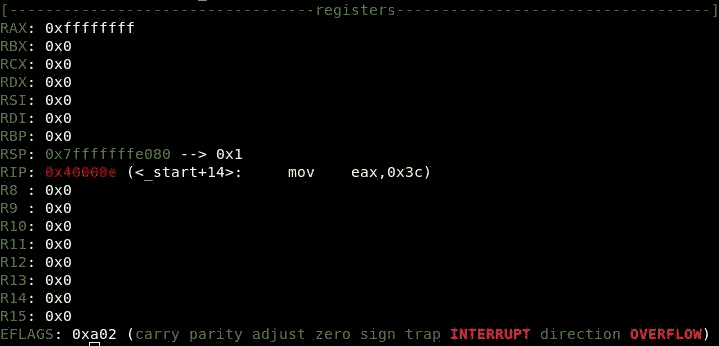 [----------------------------------registers-----------------------------------]
RAX: 0xffffffff
RBX: 0x0
RCX: 0x0
RDX: 0x0
RSI: 0x0
RDI: 0x0
RBP: 0x0
RSP: 0x7fffffffe080 --> 0x1
RIP: 0x40008e (<_start+14>: mov eax,0x3c)
R8 : 0x0
R9 : 0x0
R10: 0x0
R11: 0x0
R12: 0x0
R13: 0x0
R14: 0x0
R15: 0x0
EFLAGS: 0xa02 (carry parity adjust zero sign trap INTERRUPT direction OVERFLOW)